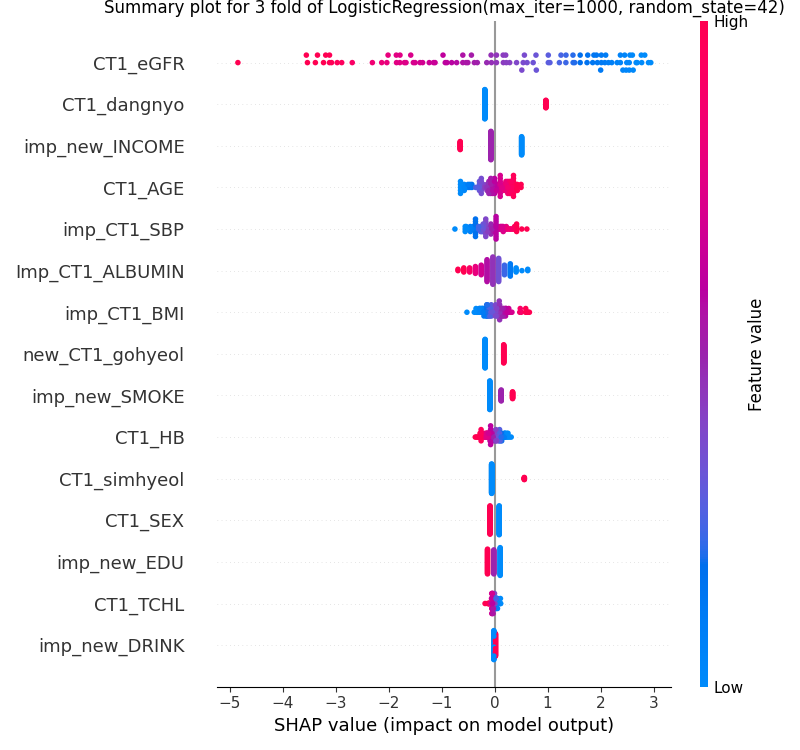 Summary plot for 3 fold of LogisticRegression(max_iter=1000, random_state=42)
High
CT1_eGFR
CT1_dangnyo
imp_new_INCOME
CT1_AGE
imp_CT1_SBP
Imp_CT1_ALBUMIN
imp_CT1_BMI
new_CT1_gohyeol
imp_new_SMOKE
CT1_HB
CT1_simhyeol
CT1_SEX
imp_new_EDU
CT1_TCHL
imp_new_DRINK
Feature value
Low
−5 −4 −3 −2 −1 0 1 2 3
SHAP value (impact on model output)